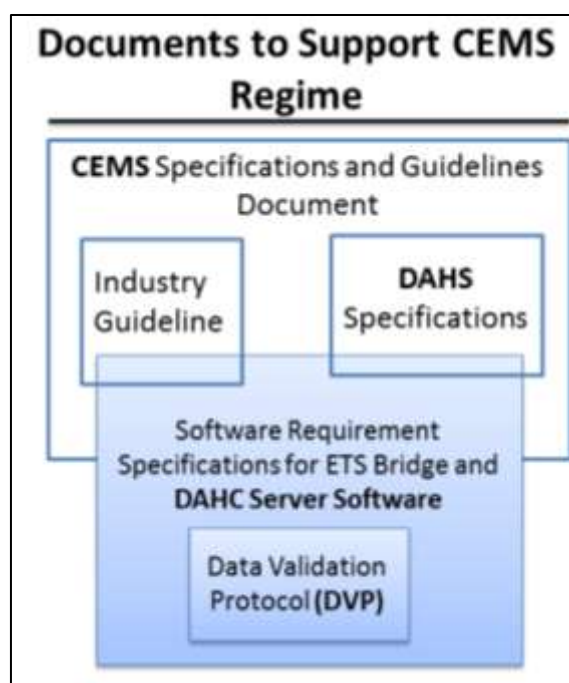 Documents to Support CEMS
Regime
CEMS Specifications and Guidelines
Document
Industry
Guideline
DAHS
Specifications
Software Requirement
Specifications for ETS Bridge and
DAHC Server Software
Data Validation
Protocol (DVP)